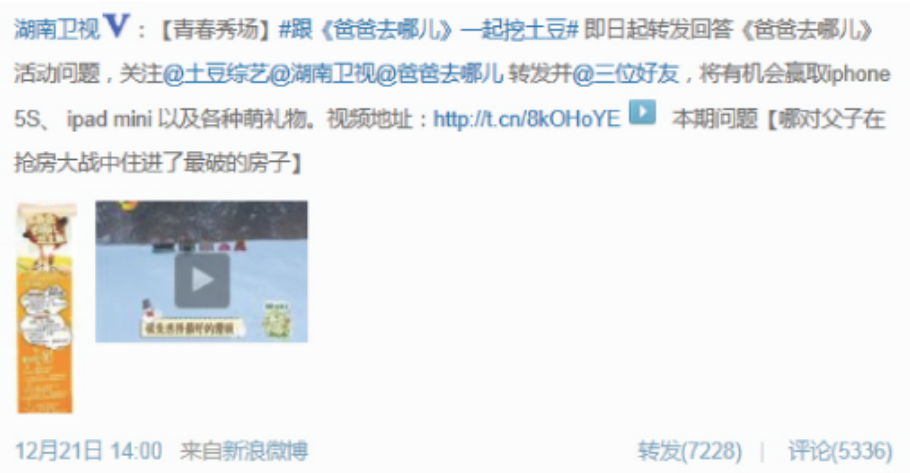 湖南卫视V：【青春秀场】#跟《爸爸去哪儿》一起挖土豆# 即日起转发回答《爸爸去哪儿》
活动问题，关注@土豆综艺@湖南卫视@爸爸去哪儿 转发并@三位好友，将有机会赢取iphone
5S、 ipad mini 以及各种萌礼物。视频地址：http://t.cn/8kOHoYE 本期问题【哪对父子在
抢房大战中住进了最破的房子】
12月21日 14:00 来自新浪微博 转发(7228) | 评论(5336)